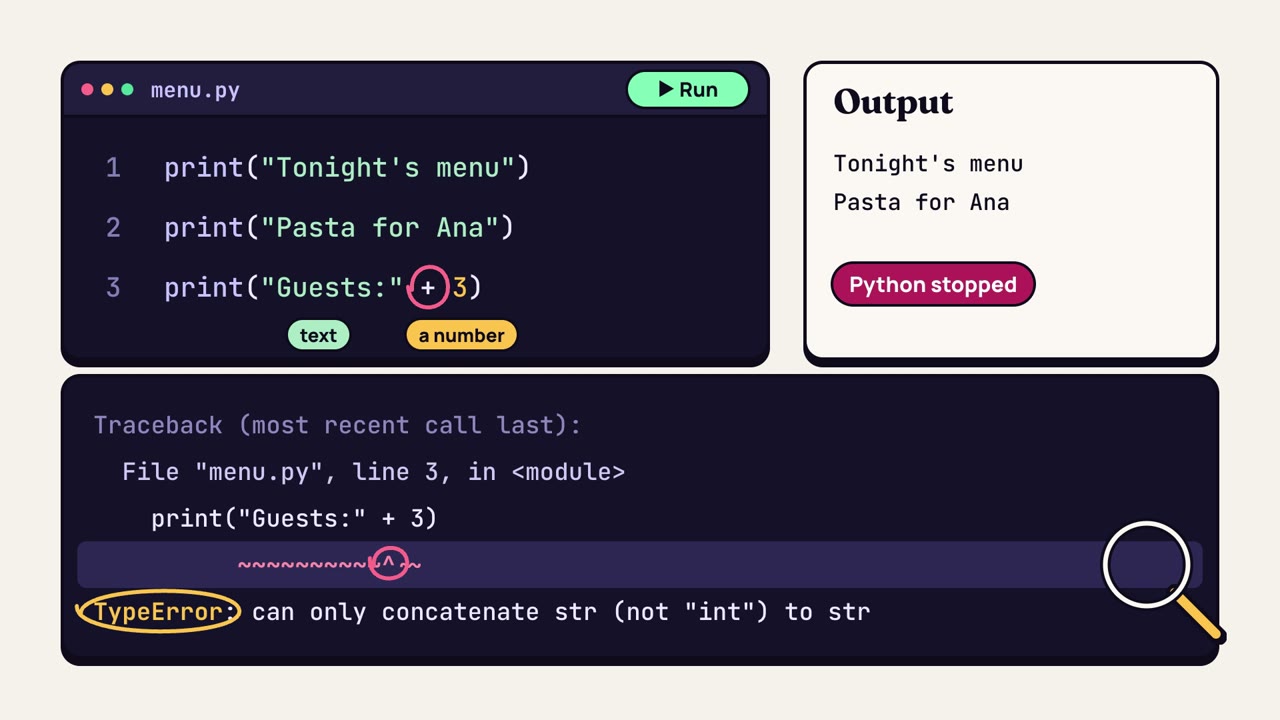 menu.py
▶ Run
1 print("Tonight's menu")
2 print("Pasta for Ana")
3 print("Guests:" + 3)
text
a number
Output
Tonight's menu
Pasta for Ana
Python stopped
Traceback (most recent call last):
File "menu.py", line 3, in <module>
print("Guests:" + 3)
~~~~~~~~~~^~~
TypeError: can only concatenate str (not "int") to str